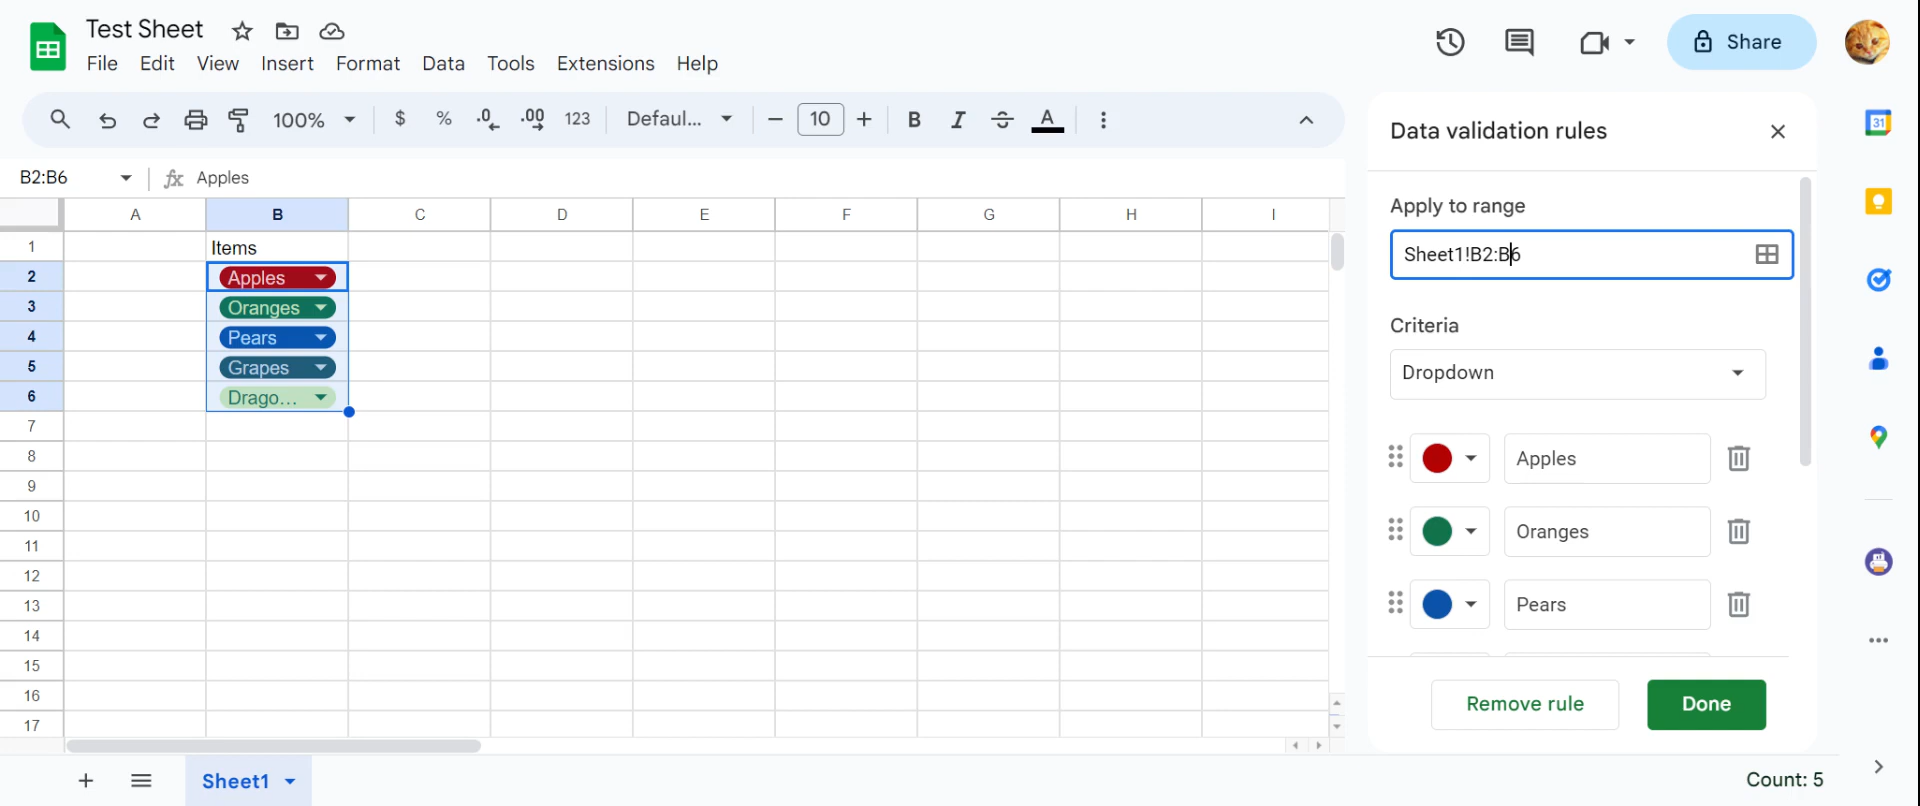 Test Sheet
File Edit View Insert Format Data Tools Extensions Help
Share
100% $ % .0 .00 123 Defaul... 10 B I S A
B2:B6 fx Apples
A B C D E F G H I
1 Items
2 Apples
3 Oranges
4 Pears
5 Grapes
6 Drago...
7
8
9
10
11
12
13
14
15
16
17
Sheet1
Count: 5
Data validation rules
Apply to range
Sheet1!B2:B6
Criteria
Dropdown
Apples
Oranges
Pears
Remove rule Done
31